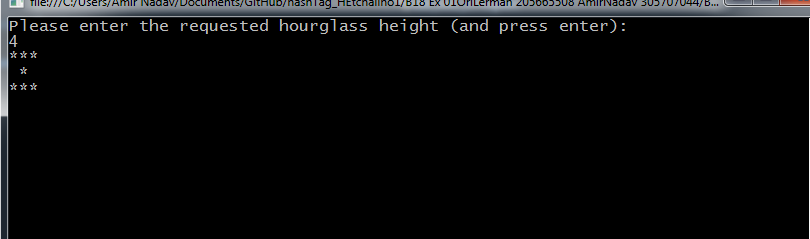 file:///C:/Users/Amir Nadav/Documents/GitHub/hashTag_HEtchalino1/B18 Ex 01OriLerman 205665508 AmirNadav 305707044/B...
Please enter the requested hourglass height (and press enter):
4
***
 *
***